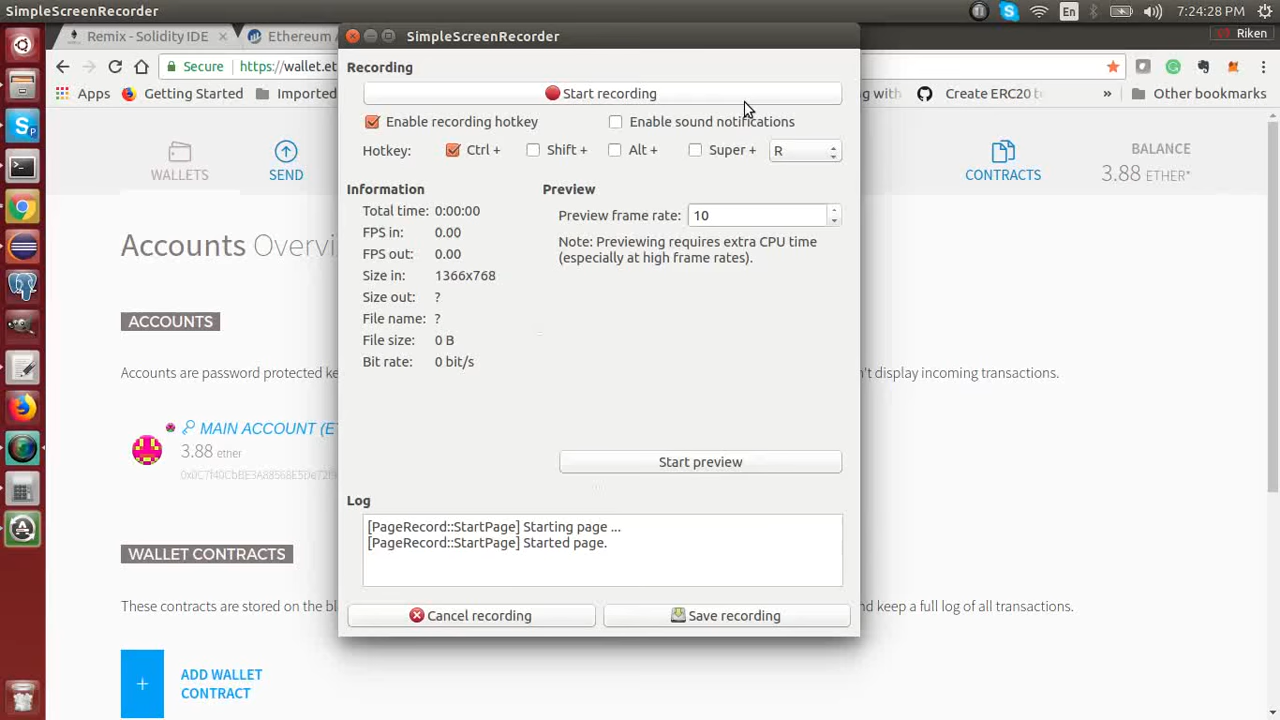 SimpleScreenRecorder
En
7:24:28 PM
Remix - Solidity IDE
Ethereum
Riken
Secure
https://wallet.et
Apps
Getting Started
Imported
ing with
Create ERC20 t
»
Other bookmarks
SimpleScreenRecorder
Recording
Start recording
Enable recording hotkey
Enable sound notifications
Hotkey:
Ctrl +
Shift +
Alt +
Super +
R
Information
Total time: 0:00:00
FPS in: 0.00
FPS out: 0.00
Size in: 1366x768
Size out: ?
File name: ?
File size: 0 B
Bit rate: 0 bit/s
Preview
Preview frame rate: 10
Note: Previewing requires extra CPU time
(especially at high frame rates).
Start preview
Log
[PageRecord::StartPage] Starting page ...
[PageRecord::StartPage] Started page.
Cancel recording
Save recording
WALLETS
SEND
CONTRACTS
BALANCE
3.88 ETHER*
Accounts Overvi
ACCOUNTS
Accounts are password protected ke
't display incoming transactions.
MAIN ACCOUNT (E
3.88 ether
WALLET CONTRACTS
These contracts are stored on the bl
and keep a full log of all transactions.
+
ADD WALLET
CONTRACT